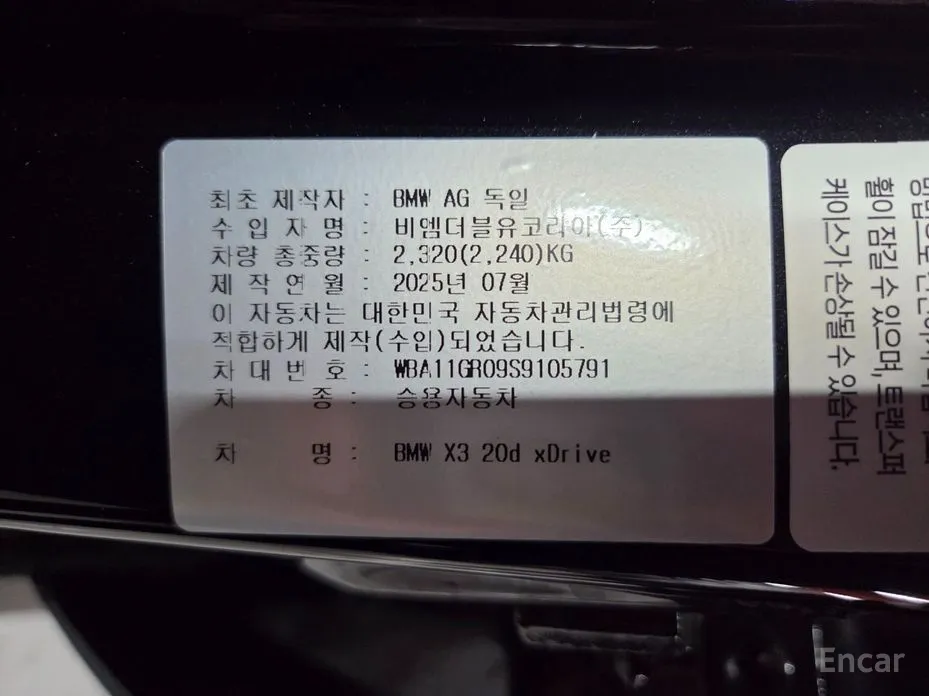 최초 제작자 : BMW AG 독일
수 입 자 명 : 비엠더블유코리아(주)
차량 총중량 : 2,320(2,240)KG
제 작 연 월 : 2025년 07월
이 자동차는 대한민국 자동차관리법령에
적합하게 제작(수입)되었습니다.
차 대 번 호 : WBA11GR09S9105791
차 종 : 승용자동차
차 명 : BMW X3 20d xDrive
휠이 잠길 수 있으며, 트랜스퍼
케이스가 손상될 수 있습니다.
Encar